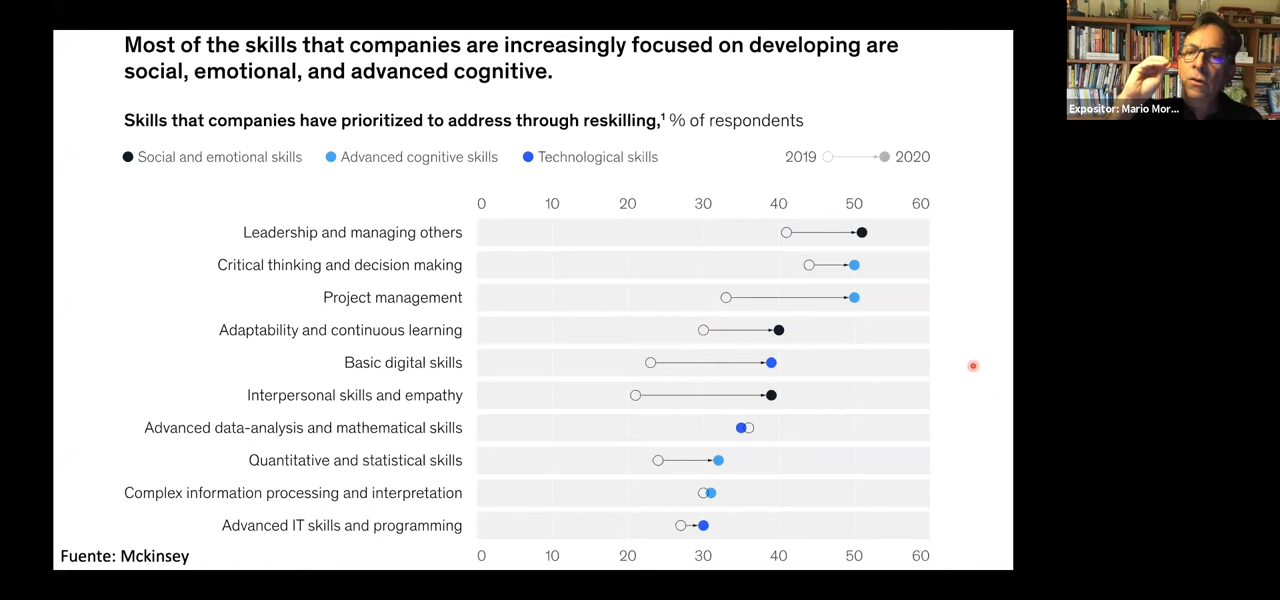 Most of the skills that companies are increasingly focused on developing are
social, emotional, and advanced cognitive.
Skills that companies have prioritized to address through reskilling,¹ % of respondents
Social and emotional skills Advanced cognitive skills Technological skills 2019 2020
0 10 20 30 40 50 60
Leadership and managing others
Critical thinking and decision making
Project management
Adaptability and continuous learning
Basic digital skills
Interpersonal skills and empathy
Advanced data-analysis and mathematical skills
Quantitative and statistical skills
Complex information processing and interpretation
Advanced IT skills and programming
0 10 20 30 40 50 60
Fuente: Mckinsey
Expositor: Mario Mor...